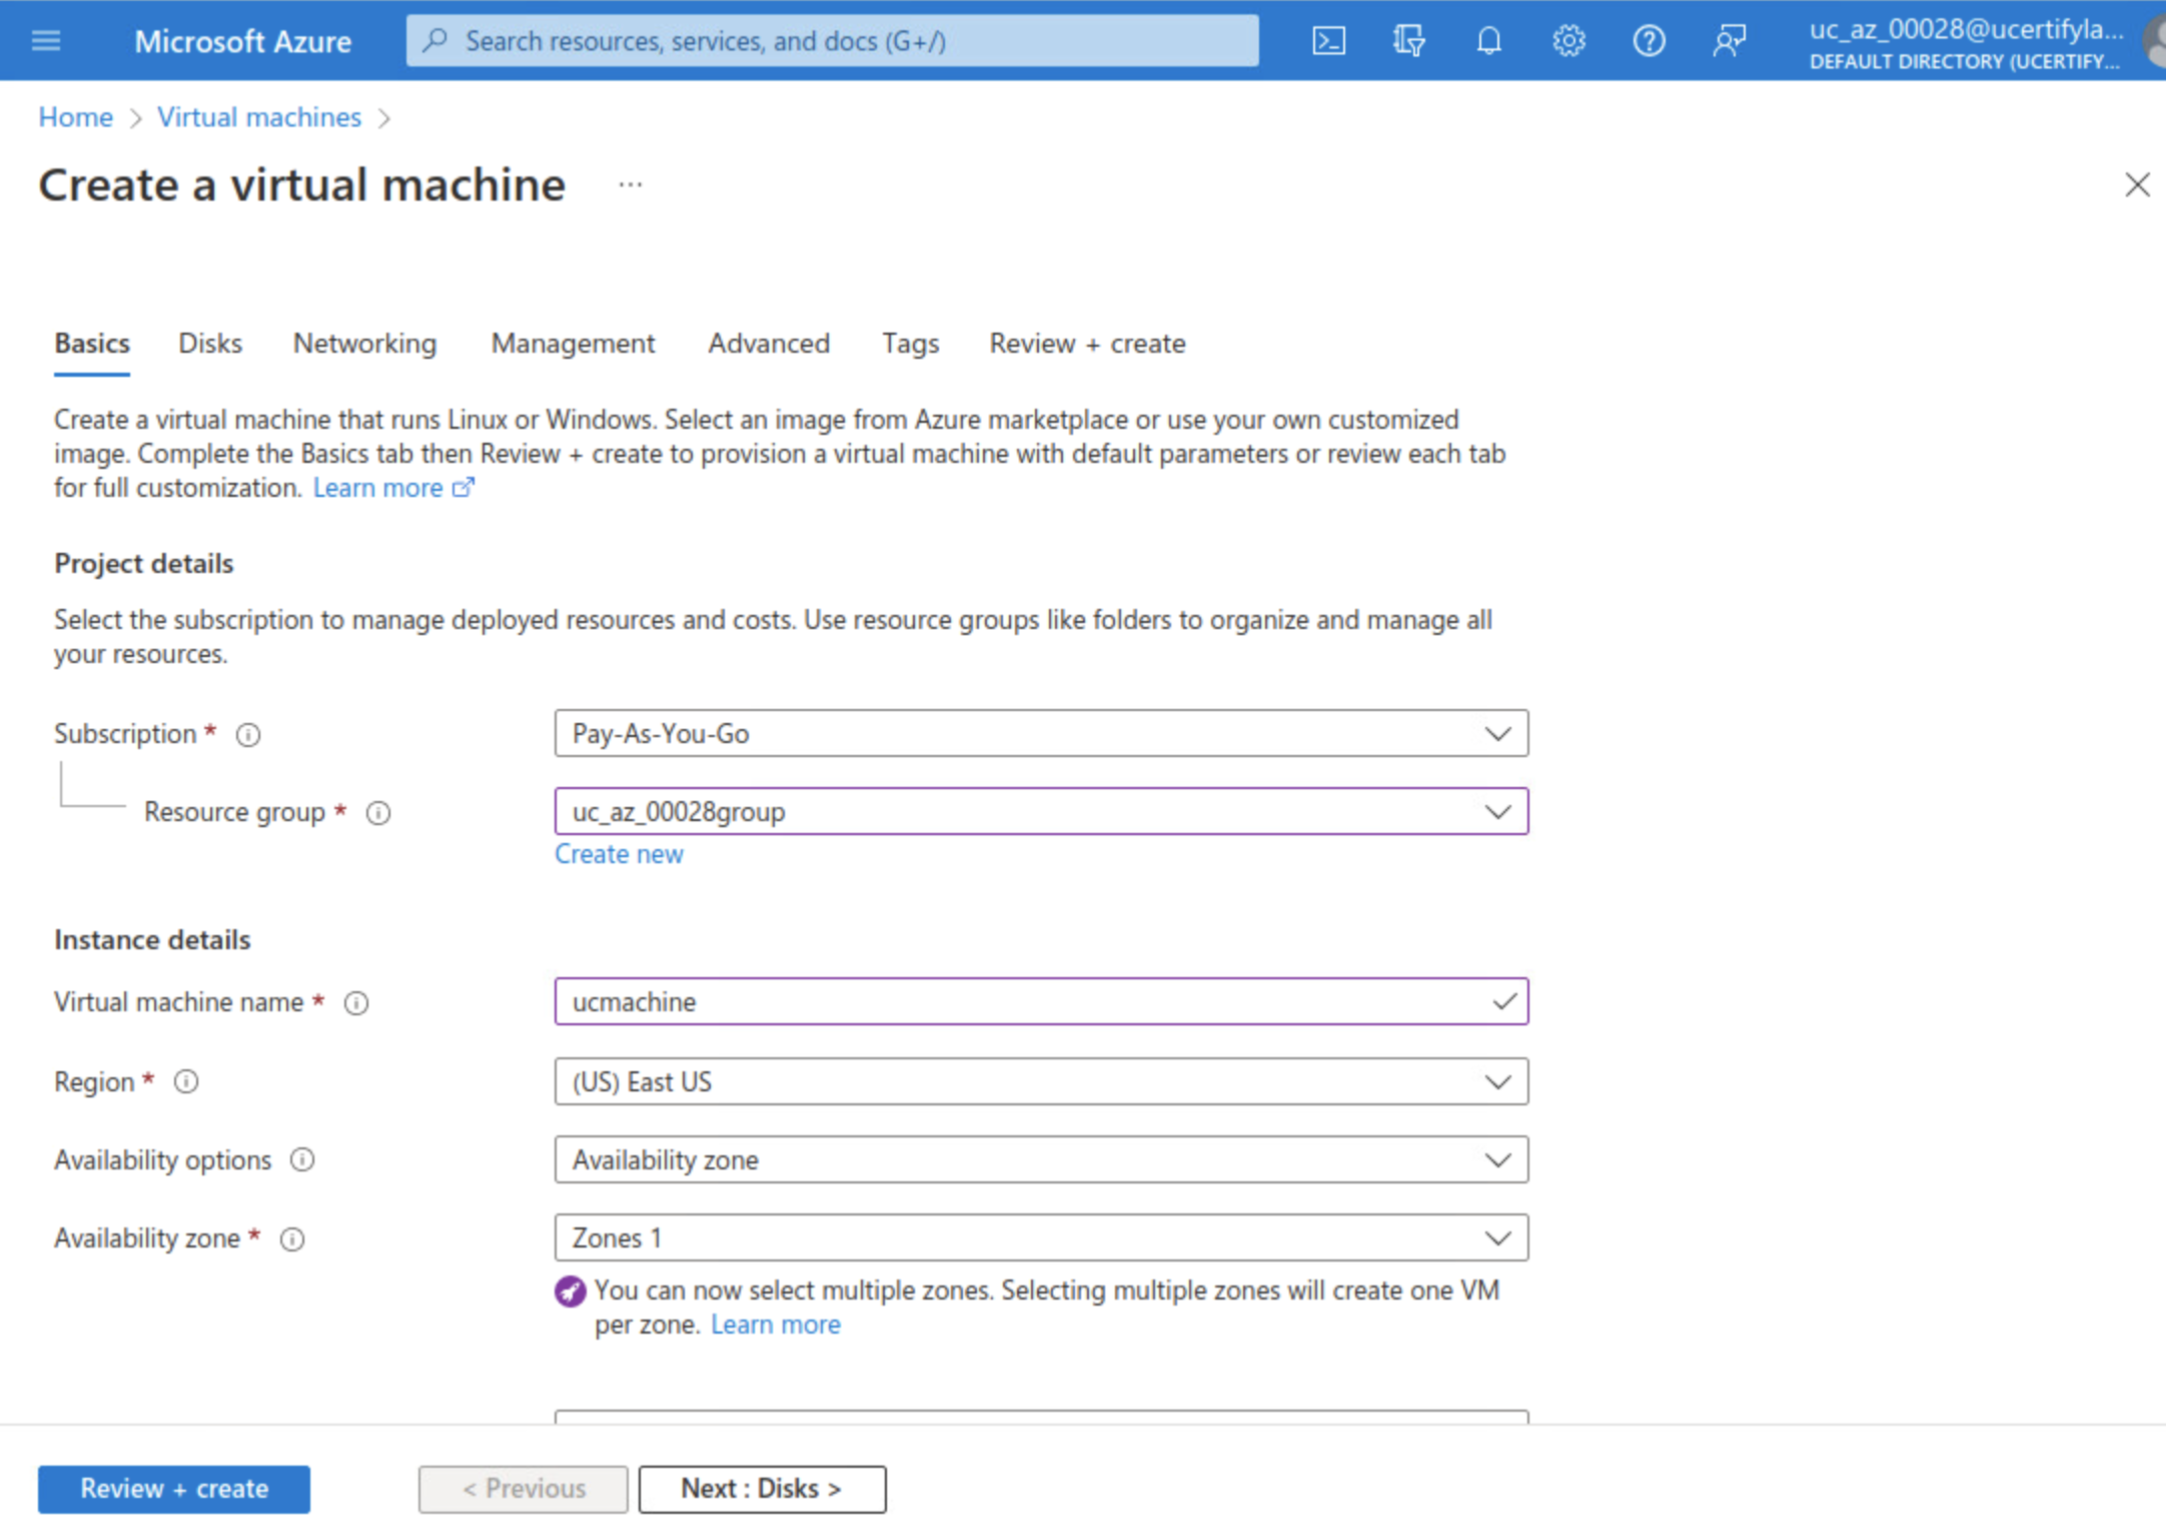 Microsoft Azure
Search resources, services, and docs (G+/)
uc_az_00028@ucertifyla...
DEFAULT DIRECTORY (UCERTIFY...
Home > Virtual machines >
Create a virtual machine ...
Basics Disks Networking Management Advanced Tags Review + create
Create a virtual machine that runs Linux or Windows. Select an image from Azure marketplace or use your own customized
image. Complete the Basics tab then Review + create to provision a virtual machine with default parameters or review each tab
for full customization. Learn more
Project details
Select the subscription to manage deployed resources and costs. Use resource groups like folders to organize and manage all
your resources.
Subscription * Pay-As-You-Go
Resource group * uc_az_00028group
Create new
Instance details
Virtual machine name * ucmachine
Region * (US) East US
Availability options Availability zone
Availability zone * Zones 1
You can now select multiple zones. Selecting multiple zones will create one VM
per zone. Learn more
Review + create < Previous Next : Disks >